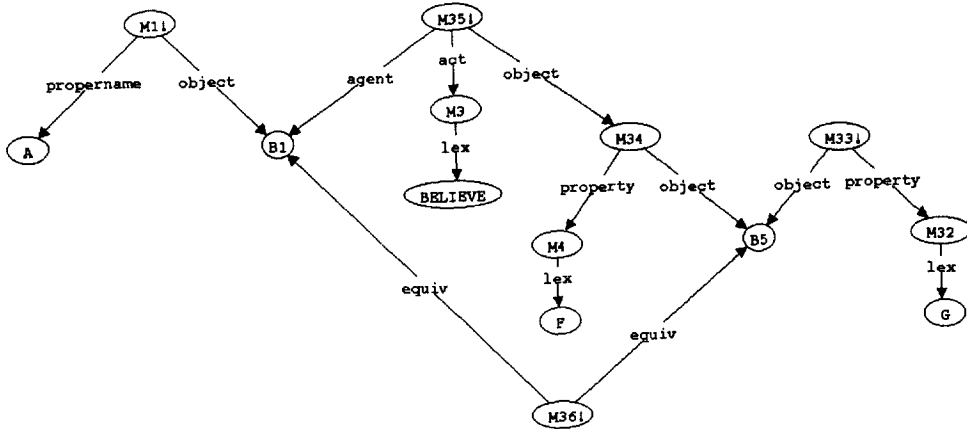 M1!
M35!
propername
object
agent
act
object
M3
M34
M33!
A
B1
lex
BELIEVE
property
object
object
property
M4
B5
M32
lex
lex
equiv
F
G
equiv
M36!